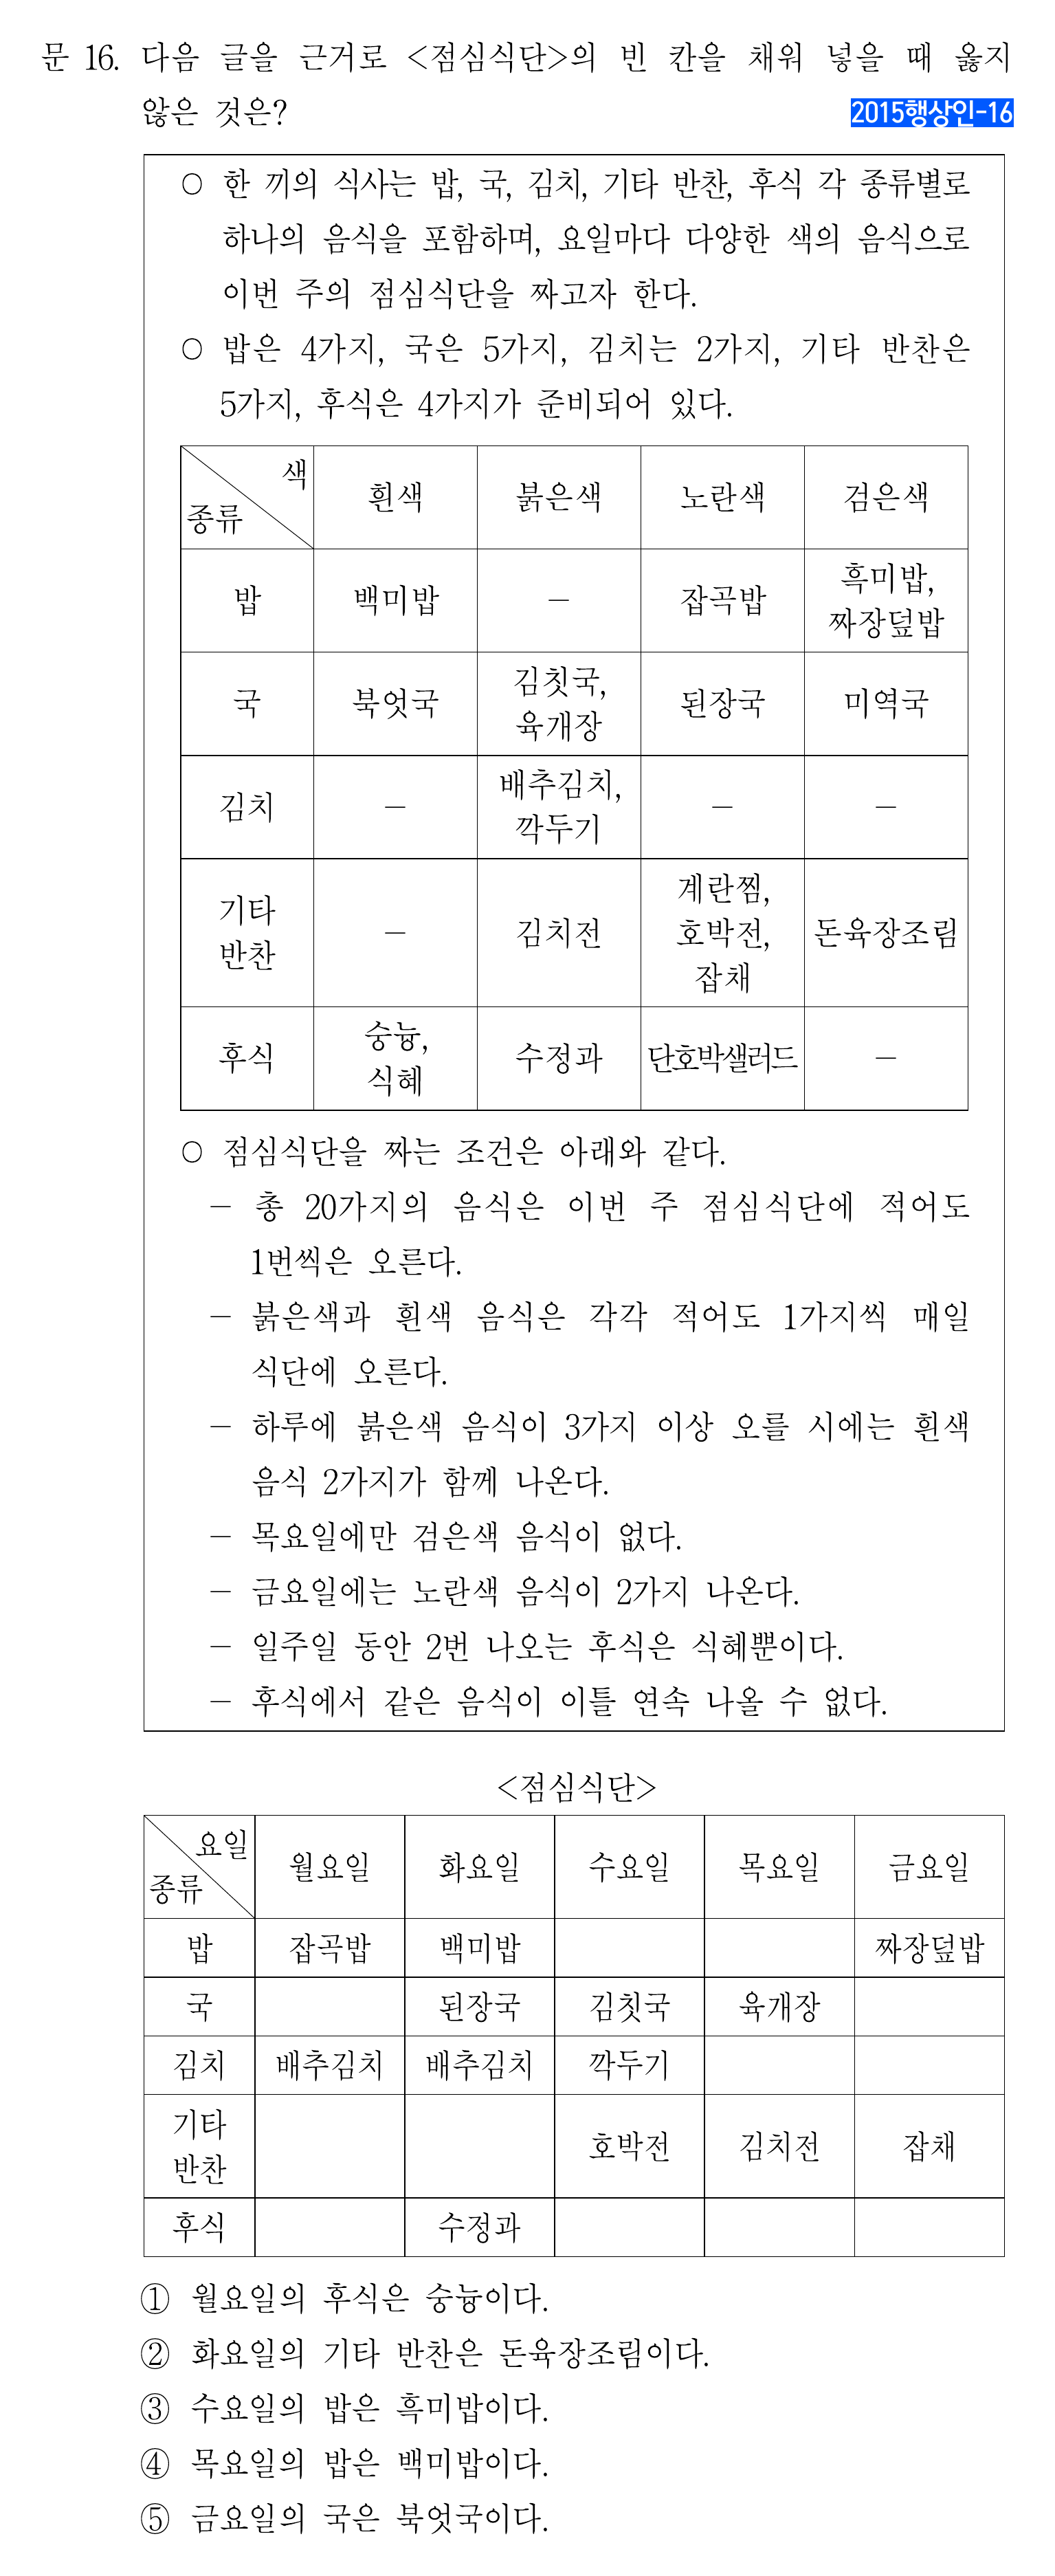 문 16. 다음 글을 근거로 <점심식단>의 빈 칸을 채워 넣을 때 옳지
않은 것은?
2015행상인-16
○ 한 끼의 식사는 밥, 국, 김치, 기타 반찬, 후식 각 종류별로
하나의 음식을 포함하며, 요일마다 다양한 색의 음식으로
이번 주의 점심식단을 짜고자 한다.
○ 밥은 4가지, 국은 5가지, 김치는 2가지, 기타 반찬은
5가지, 후식은 4가지가 준비되어 있다.
색
종류
흰색 붉은색 노란색 검은색
밥 백미밥 － 잡곡밥 흑미밥,
짜장덮밥
국 북엇국 김칫국,
육개장 된장국 미역국
김치 － 배추김치,
깍두기 － －
기타
반찬 － 김치전 계란찜,
호박전,
잡채 돈육장조림
후식 숭늉,
식혜 수정과 단호박샐러드 －
○ 점심식단을 짜는 조건은 아래와 같다.
－ 총 20가지의 음식은 이번 주 점심식단에 적어도
1번씩은 오른다.
－ 붉은색과 흰색 음식은 각각 적어도 1가지씩 매일
식단에 오른다.
－ 하루에 붉은색 음식이 3가지 이상 오를 시에는 흰색
음식 2가지가 함께 나온다.
－ 목요일에만 검은색 음식이 없다.
－ 금요일에는 노란색 음식이 2가지 나온다.
－ 일주일 동안 2번 나오는 후식은 식혜뿐이다.
－ 후식에서 같은 음식이 이틀 연속 나올 수 없다.
<점심식단>
요일
종류
월요일 화요일 수요일 목요일 금요일
밥 잡곡밥 백미밥 짜장덮밥
국 된장국 김칫국 육개장
김치 배추김치 배추김치 깍두기
기타
반찬 호박전 김치전 잡채
후식 수정과
① 월요일의 후식은 숭늉이다.
② 화요일의 기타 반찬은 돈육장조림이다.
③ 수요일의 밥은 흑미밥이다.
④ 목요일의 밥은 백미밥이다.
⑤ 금요일의 국은 북엇국이다.